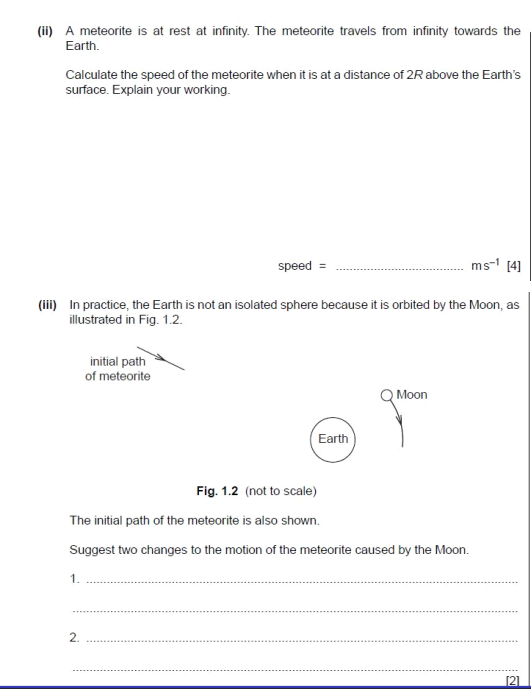 (ii) A meteorite is at rest at infinity. The meteorite travels from infinity towards the
Earth.
Calculate the speed of the meteorite when it is at a distance of 2R above the Earth's
surface. Explain your working.
speed = ........................................ m s⁻¹ [4]
(iii) In practice, the Earth is not an isolated sphere because it is orbited by the Moon, as
illustrated in Fig. 1.2.
initial path
of meteorite
Moon
Earth
Fig. 1.2 (not to scale)
The initial path of the meteorite is also shown.
Suggest two changes to the motion of the meteorite caused by the Moon.
1. ........................................
........................................
2. ........................................
........................................
[2]